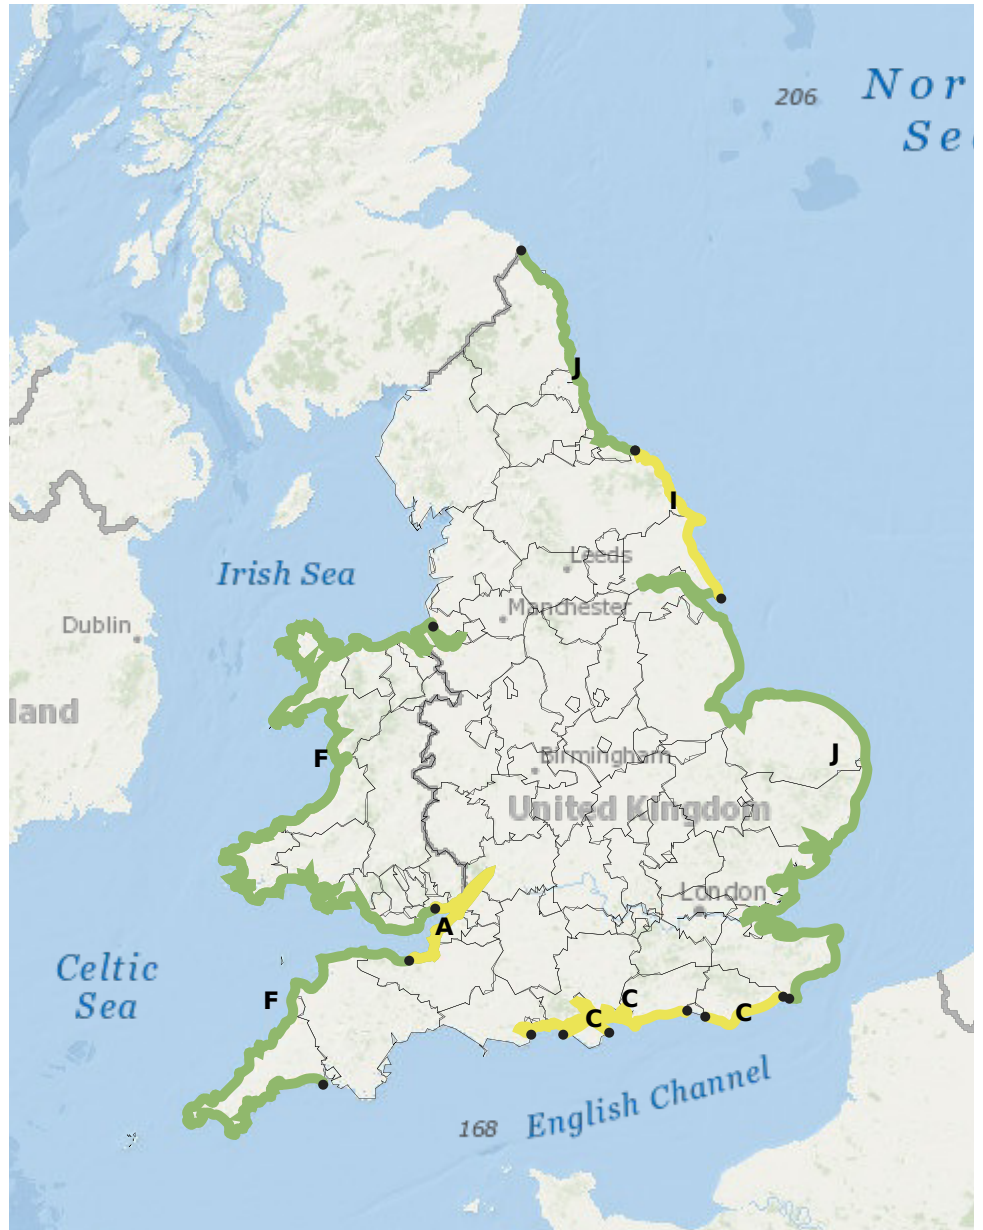 206
Nor
Se
J
I
Leeds
Irish Sea
Manchester
Dublin
land
F
Birmingham
J
United Kingdom
London
A
Celtic
Sea
F
C
C
C
English Channel
168